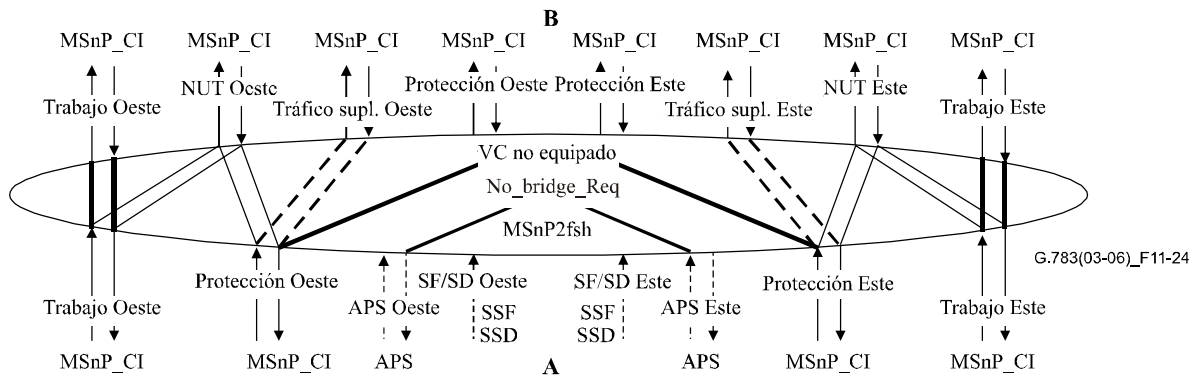 B
MSnP_CI MSnP_CI MSnP_CI MSnP_CI MSnP_CI MSnP_CI MSnP_CI MSnP_CI
Trabajo Oeste NUT Oeste Tráfico supl. Oeste Protección Oeste Protección Este Tráfico supl. Este NUT Este Trabajo Este
VC no equipado
No_bridge_Req
MSnP2fsh
G.783(03-06)_F11-24
Trabajo Oeste Protección Oeste APS Oeste SF/SD Oeste SF/SD Este APS Este Protección Este Trabajo Este
SSF SSF
SSD SSD
MSnP_CI MSnP_CI APS APS MSnP_CI MSnP_CI
A